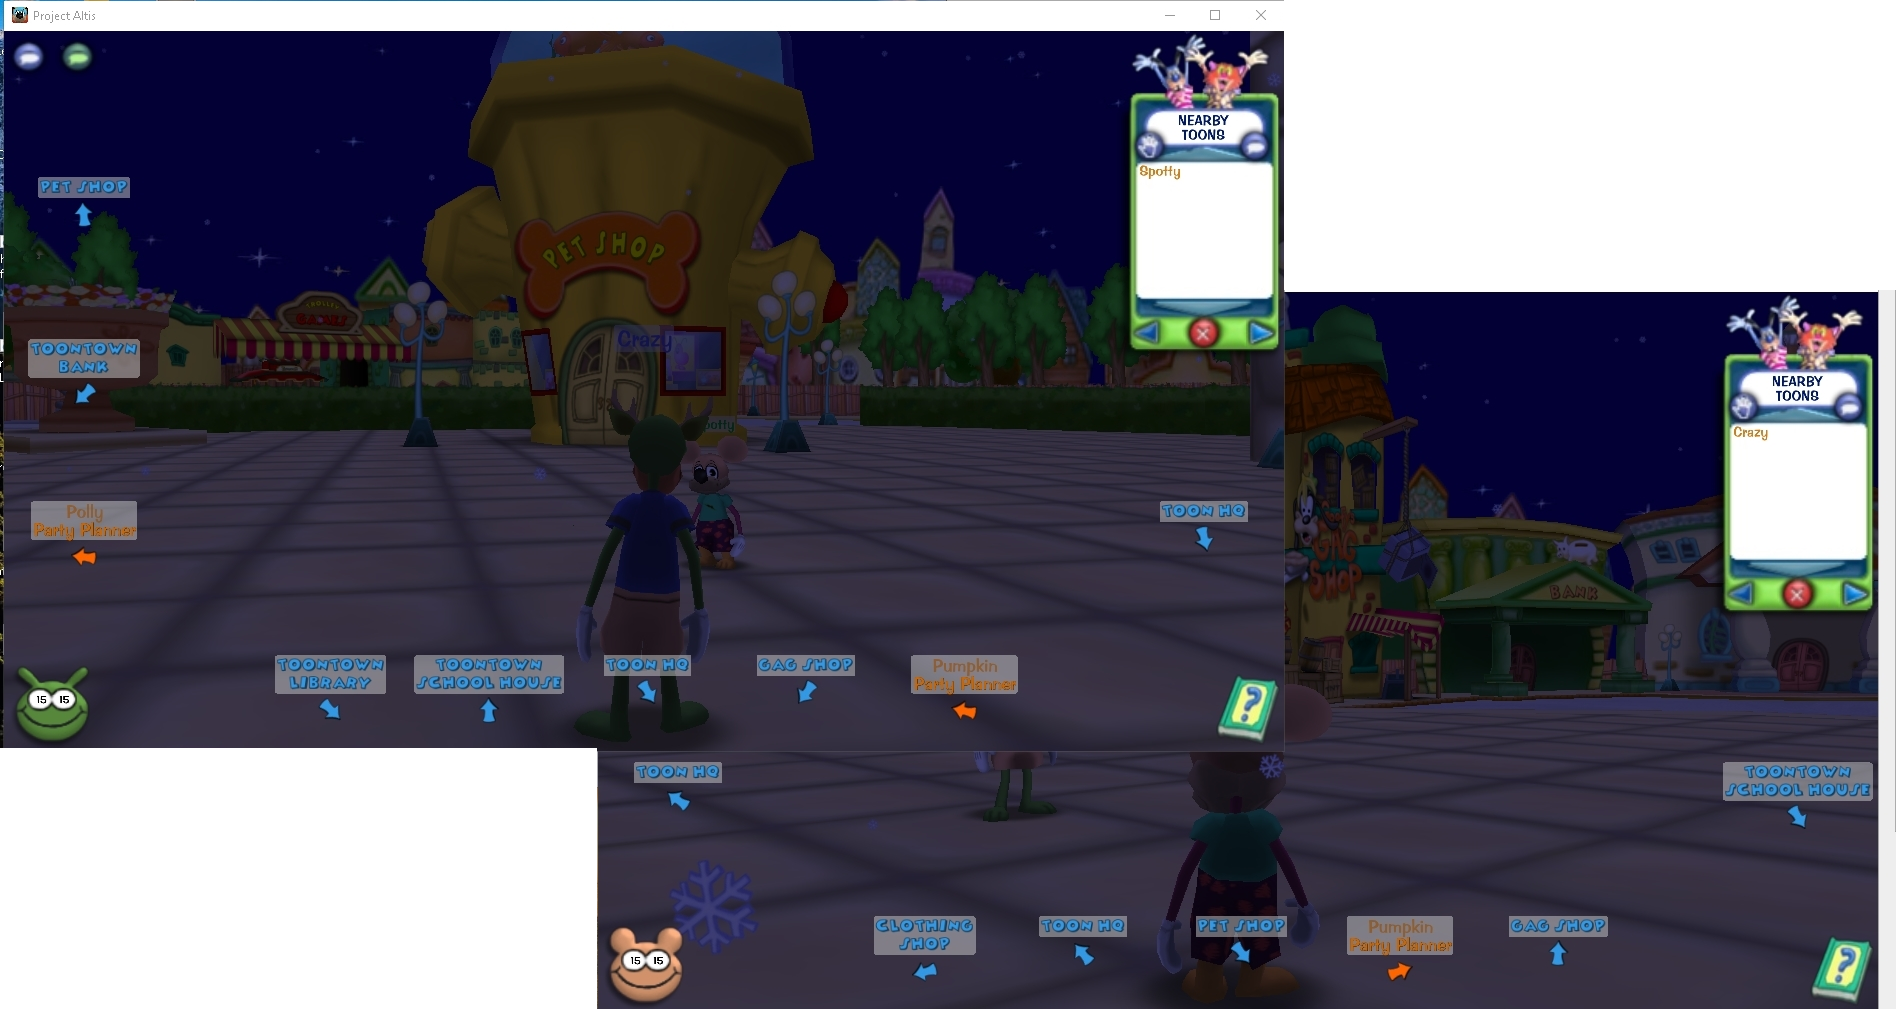 Project Altis
NEARBY
TOONS
Spotty
PET SHOP
PET SHOP
TROLLEY
TOONTOWN
BANK
Crazy
Spotty
Polly
Party Planner
TOON HQ
TOONTOWN
LIBRARY
TOONTOWN
SCHOOL HOUSE
TOON HQ
GAG SHOP
Pumpkin
Party Planner
15 15
?
NEARBY
TOONS
Crazy
GAG
SHOP
BANK
TOON HQ
TOONTOWN
SCHOOL HOUSE
CLOTHING
SHOP
TOON HQ
PET SHOP
Pumpkin
Party Planner
GAG SHOP
15 15
?